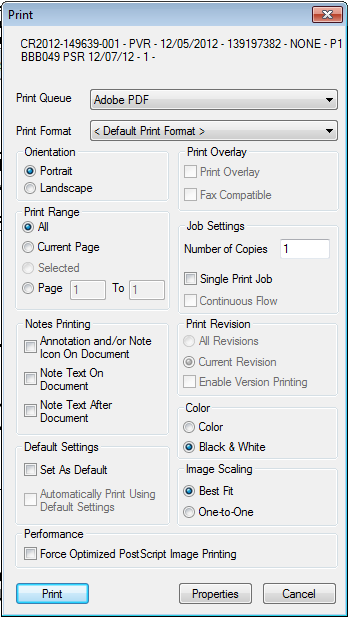 Print
CR2012-149639-001 - PVR - 12/05/2012 - 139197382 - NONE - P1
BBB049 PSR 12/07/12 - 1 -
Print Queue Adobe PDF
Print Format < Default Print Format >
Orientation
Portrait
Landscape
Print Overlay
Print Overlay
Fax Compatible
Print Range
All
Current Page
Selected
Page 1 To 1
Job Settings
Number of Copies 1
Single Print Job
Continuous Flow
Notes Printing
Annotation and/or Note
Icon On Document
Note Text On
Document
Note Text After
Document
Print Revision
All Revisions
Current Revision
Enable Version Printing
Color
Color
Black & White
Default Settings
Set As Default
Automatically Print Using
Default Settings
Image Scaling
Best Fit
One-to-One
Performance
Force Optimized PostScript Image Printing
Print Properties Cancel